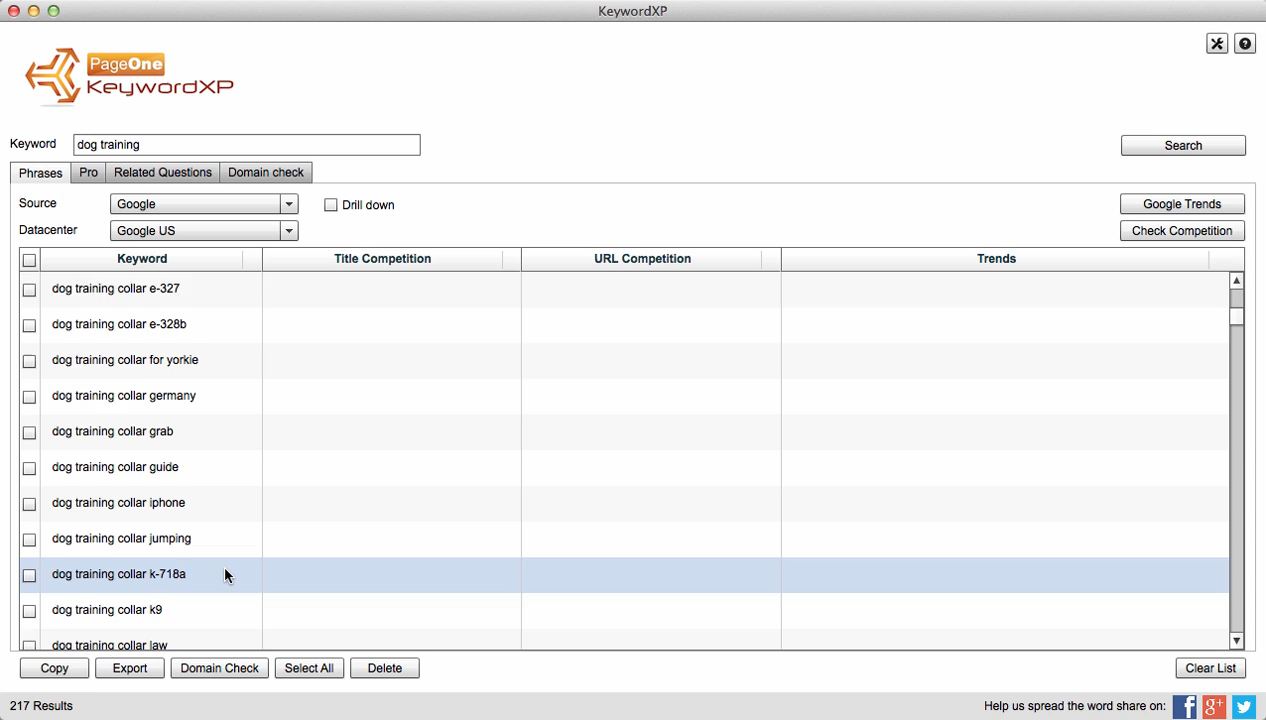 KeywordXP
PageOne
KeywordXP
Keyword dog training Search
Phrases Pro Related Questions Domain check
Source Google Drill down Google Trends
Datacenter Google US Check Competition
Keyword Title Competition URL Competition Trends
dog training collar e-327
dog training collar e-328b
dog training collar for yorkie
dog training collar germany
dog training collar grab
dog training collar guide
dog training collar iphone
dog training collar jumping
dog training collar k-718a
dog training collar k9
dog training collar law
Copy Export Domain Check Select All Delete Clear List
217 Results Help us spread the word share on: